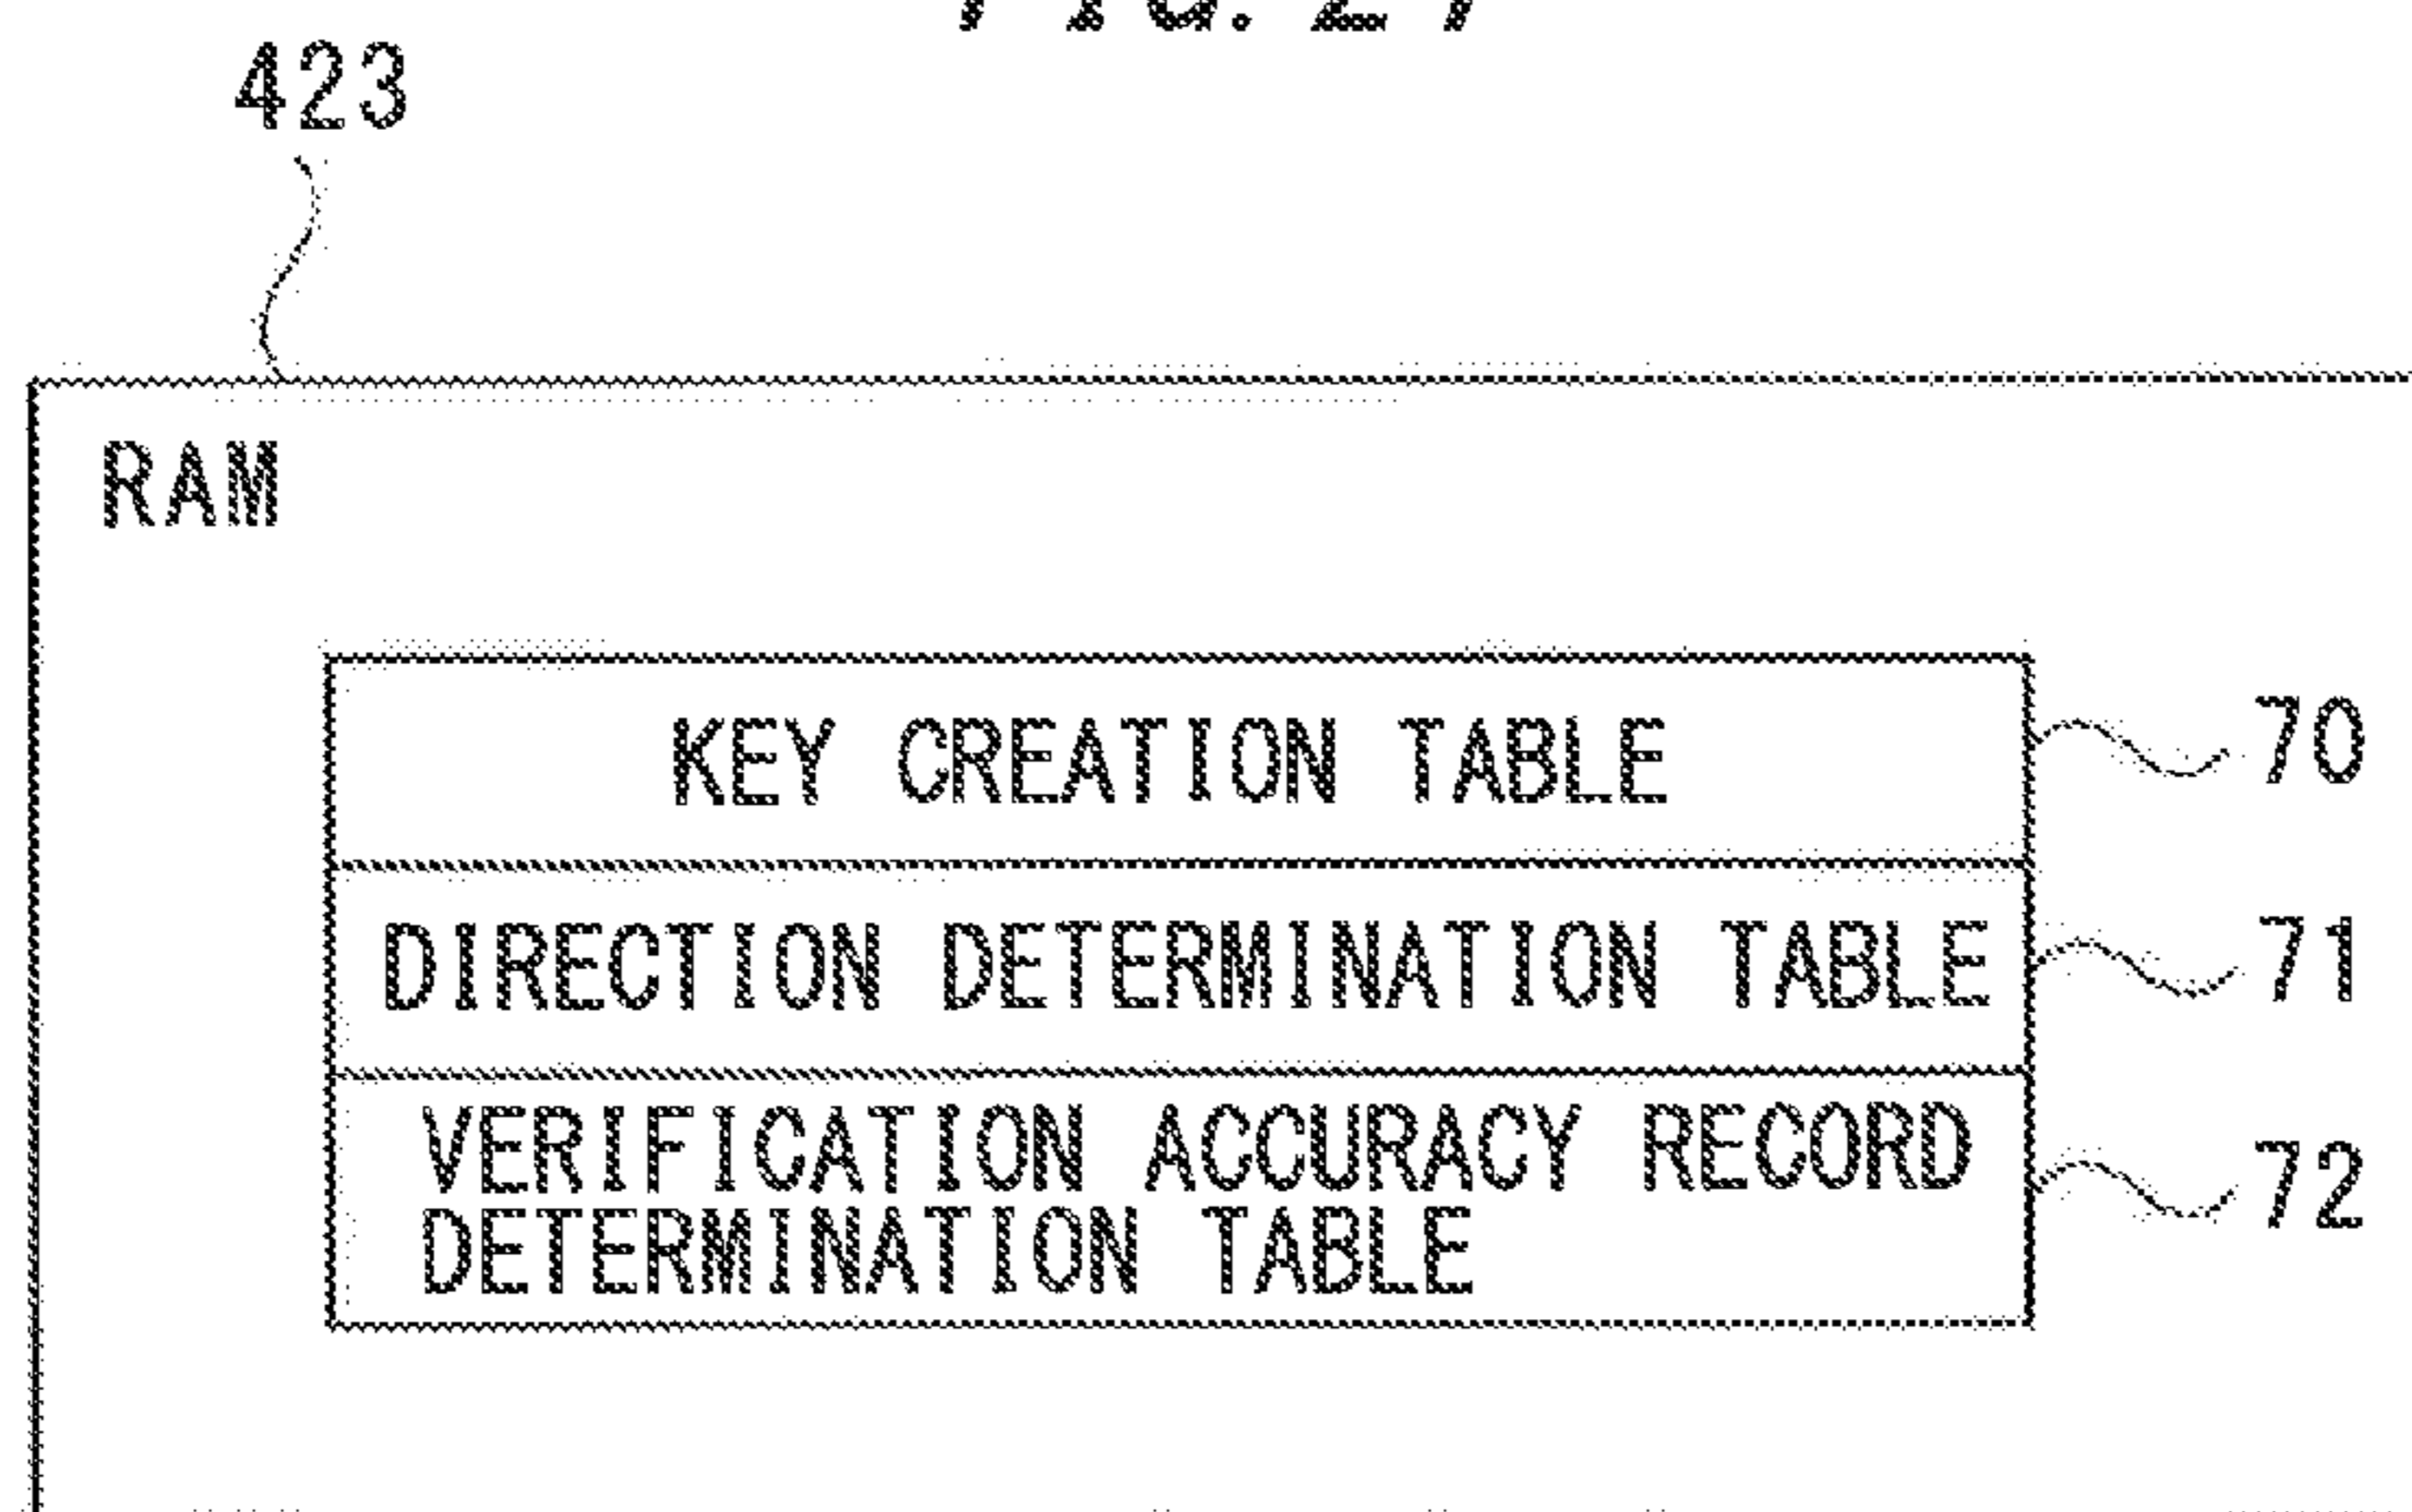 423
RAM
KEY CREATION TABLE
70
DIRECTION DETERMINATION TABLE
71
VERIFICATION ACCURACY RECORD
DETERMINATION TABLE
72